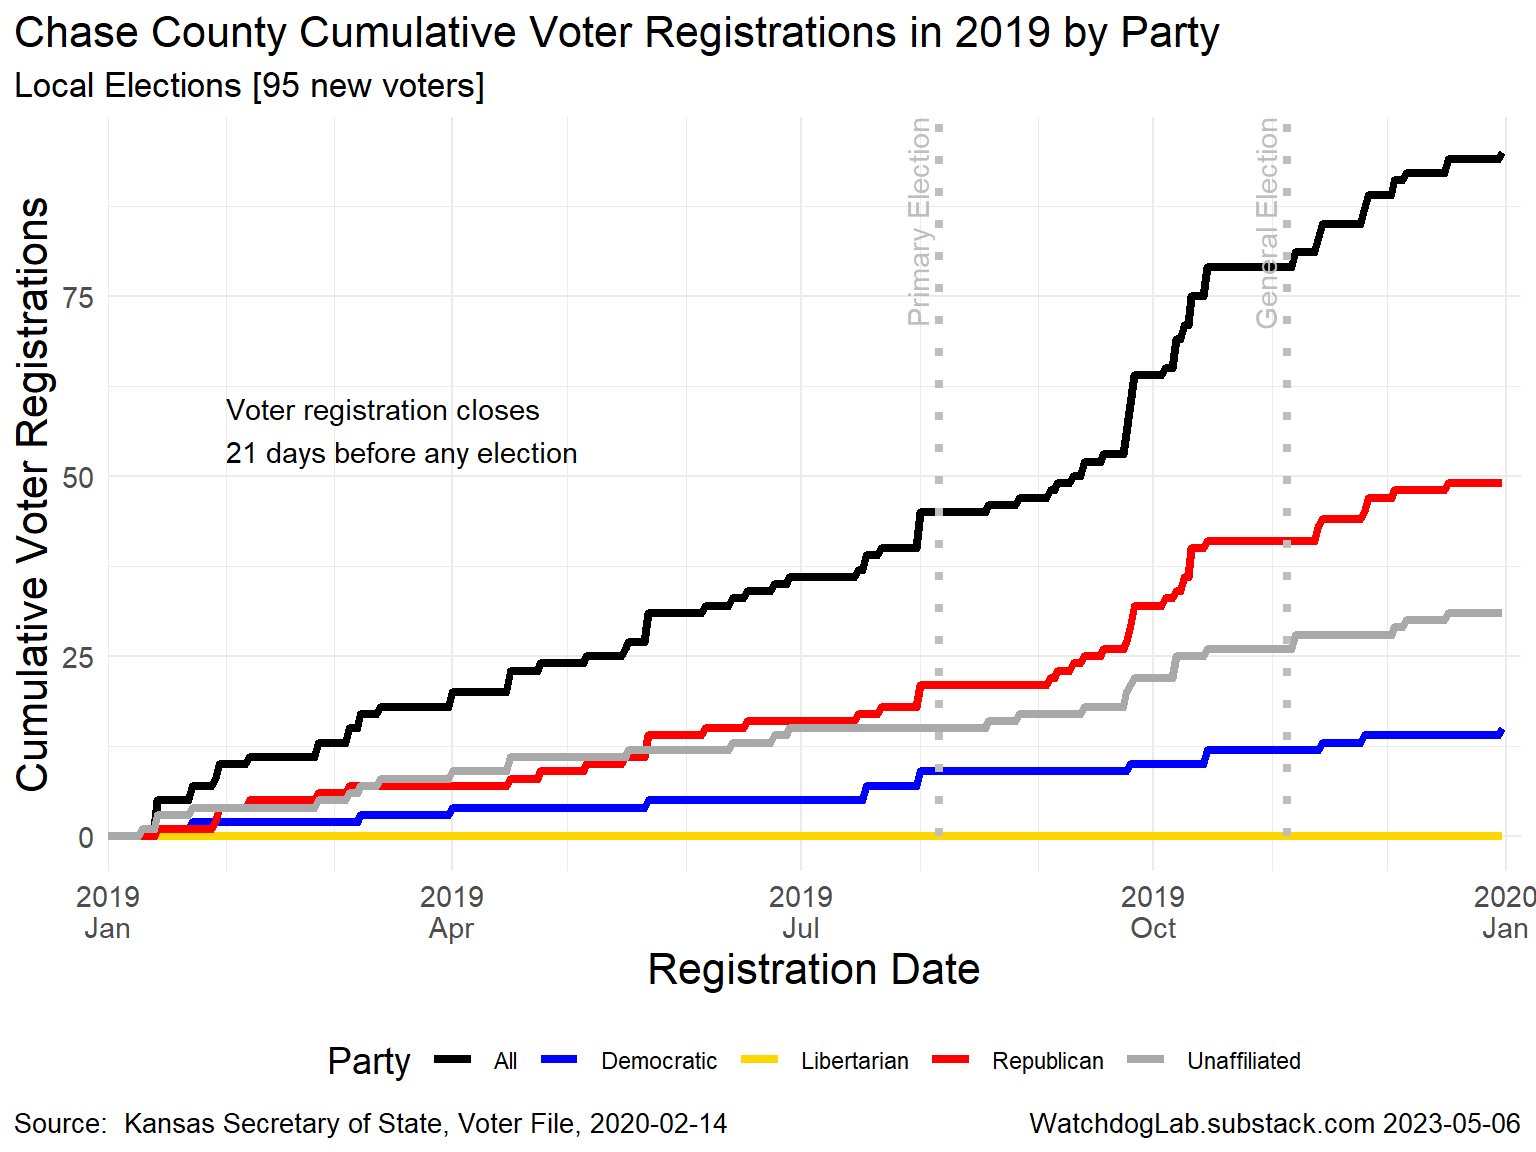 Chase County Cumulative Voter Registrations in 2019 by Party
Local Elections [95 new voters]
Cumulative Voter Registrations
75
50
25
0
Primary Election
General Election
Voter registration closes
21 days before any election
2019 2019 2019 2019 2020
Jan Apr Jul Oct Jan
Registration Date
Party All Democratic Libertarian Republican Unaffiliated
Source:  Kansas Secretary of State, Voter File, 2020-02-14
WatchdogLab.substack.com 2023-05-06